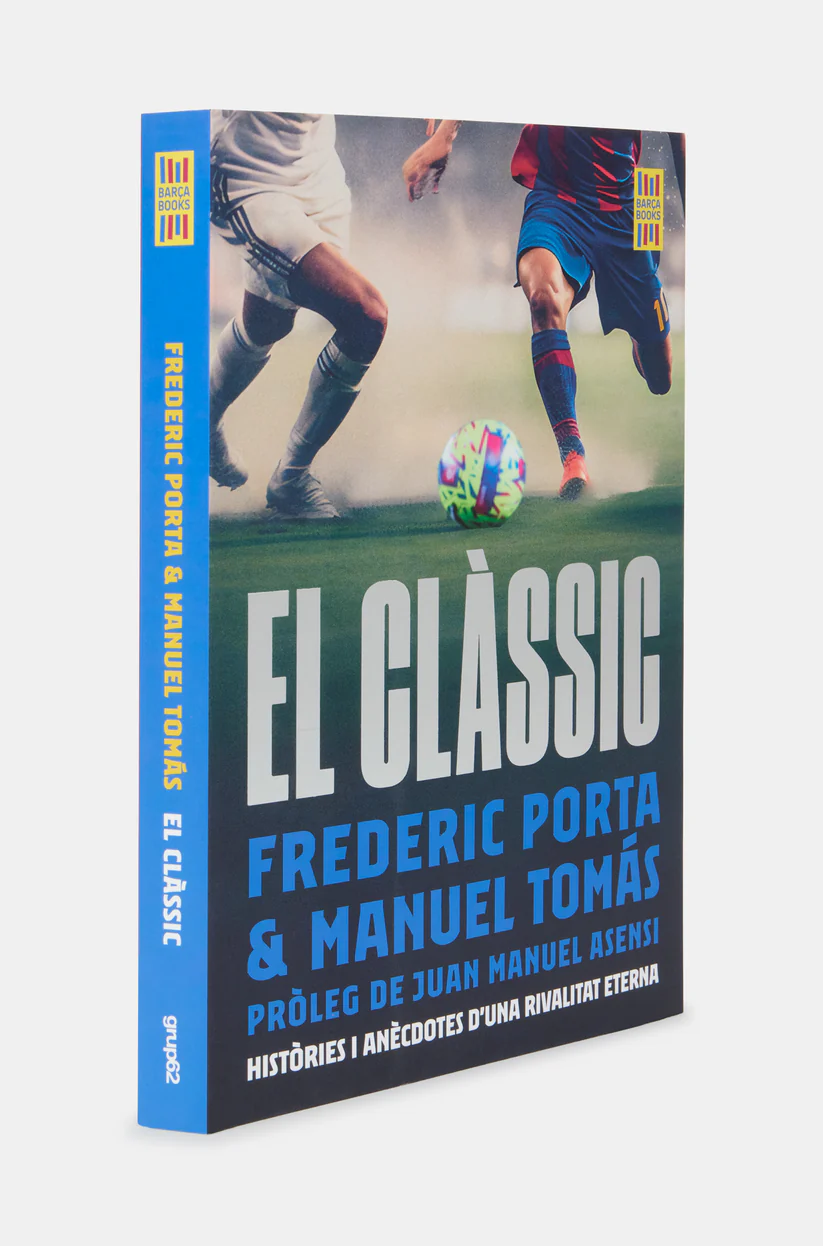 BARÇA
BOOKS
FREDERIC PORTA & MANUEL TOMÁS EL CLÀSSIC
grup62
BARÇA
BOOKS
EL CLÀSSIC
FREDERIC PORTA
& MANUEL TOMÁS
PRÒLEG DE JUAN MANUEL ASENSI
HISTÒRIES I ANÈCDOTES D'UNA RIVALITAT ETERNA